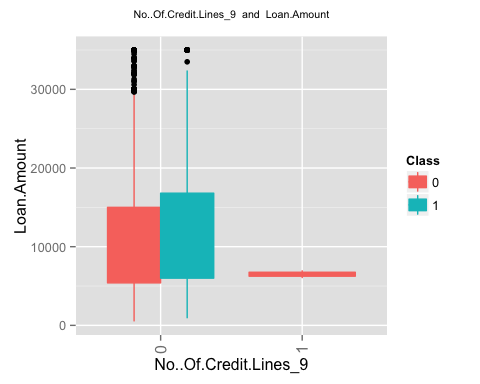 No..Of.Credit.Lines_9 and Loan.Amount
Loan.Amount
30000
20000
10000
0
0
1
No..Of.Credit.Lines_9
Class
0
1